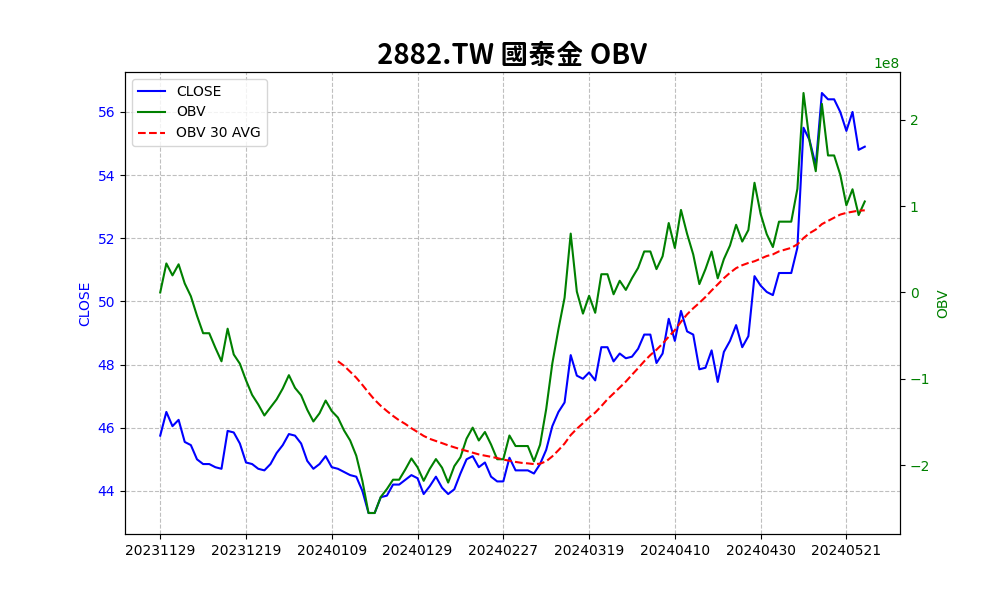 2882.TW 國泰金 OBV
1e8
CLOSE
OBV
OBV 30 AVG
56
54
52
50
48
46
44
CLOSE
2
1
0
−1
−2
OBV
20231129 20231219 20240109 20240129 20240227 20240319 20240410 20240430 20240521